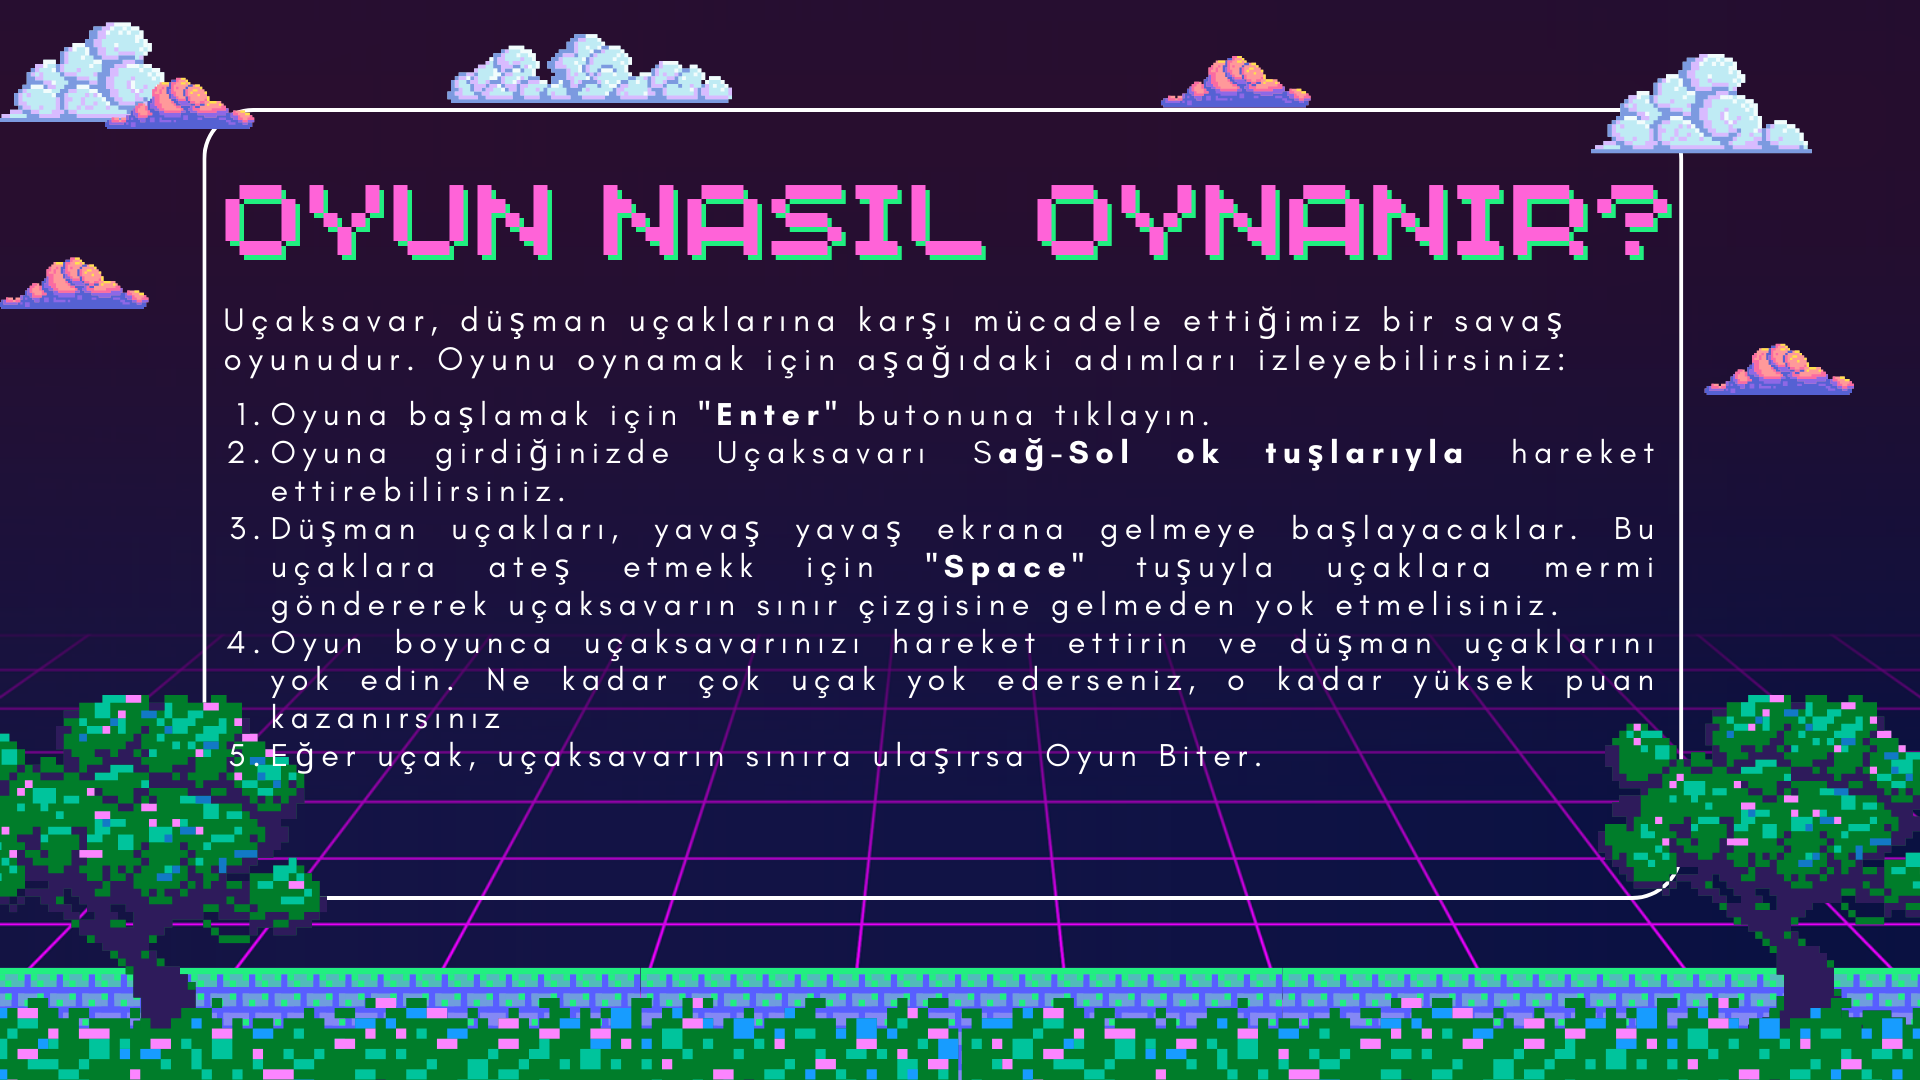 OYUN NASIL OYNANIR?
Uçaksavar, düşman uçaklarına karşı mücadele ettiğimiz bir savaş
oyunudur. Oyunu oynamak için aşağıdaki adımları izleyebilirsiniz:
1. Oyuna başlamak için "Enter" butonuna tıklayın.
2. Oyuna girdiğinizde Uçaksavarı Sağ-Sol ok tuşlarıyla hareket
ettirebilirsiniz.
3. Düşman uçakları, yavaş yavaş ekrana gelmeye başlayacaklar. Bu
uçaklara ateş etmekk için "Space" tuşuyla uçaklara mermi
göndererek uçaksavarın sınır çizgisine gelmeden yok etmelisiniz.
4. Oyun boyunca uçaksavarınızı hareket ettirin ve düşman uçaklarını
yok edin. Ne kadar çok uçak yok ederseniz, o kadar yüksek puan
kazanırsınız
5. Eğer uçak, uçaksavarın sınıra ulaşırsa Oyun Biter.